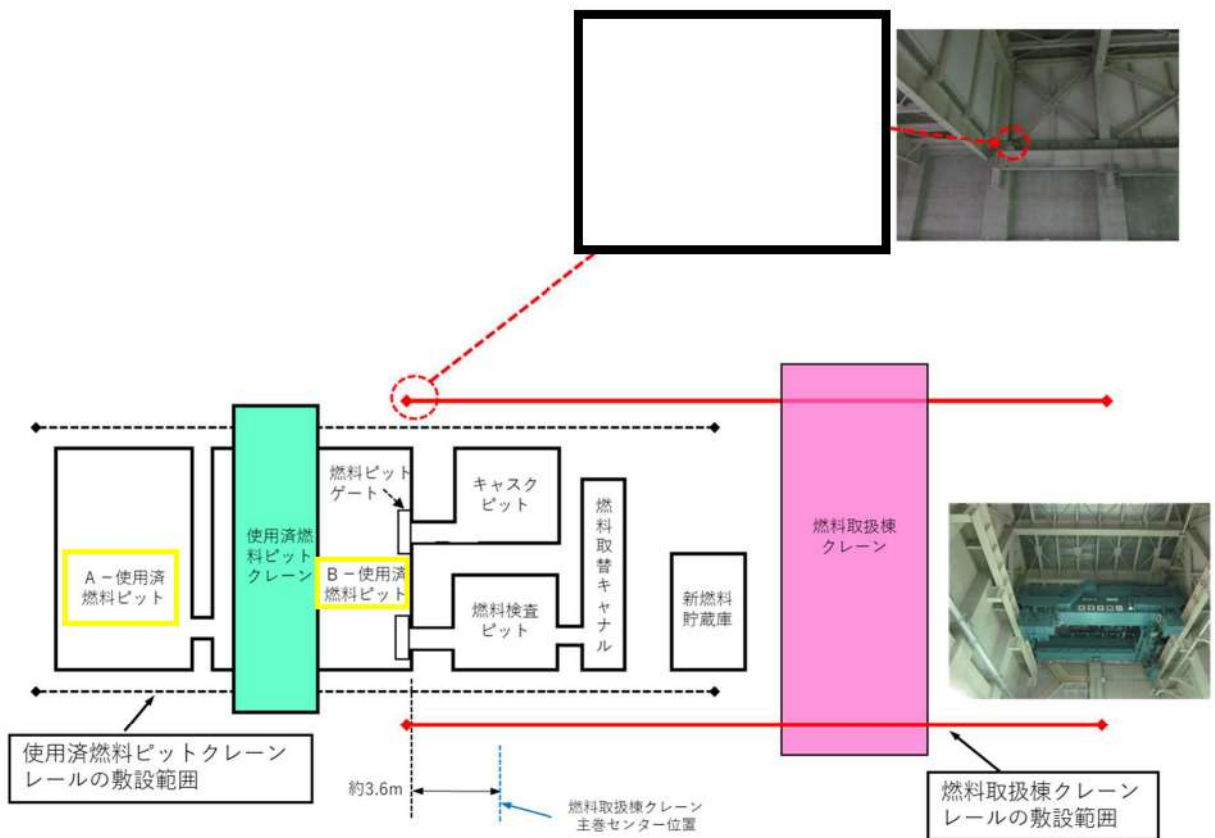 燃料ピット
ゲート
キャスク
ピット
燃料取替キャナル
使用済燃
料ピット
クレーン
燃料取扱棟
クレーン
A－使用済
燃料ピット
B－使用済
燃料ピット
燃料検査
ピット
新燃料
貯蔵庫
使用済燃料ピットクレーン
レールの敷設範囲
約3.6m
燃料取扱棟クレーン
主巻センター位置
燃料取扱棟クレーン
レールの敷設範囲